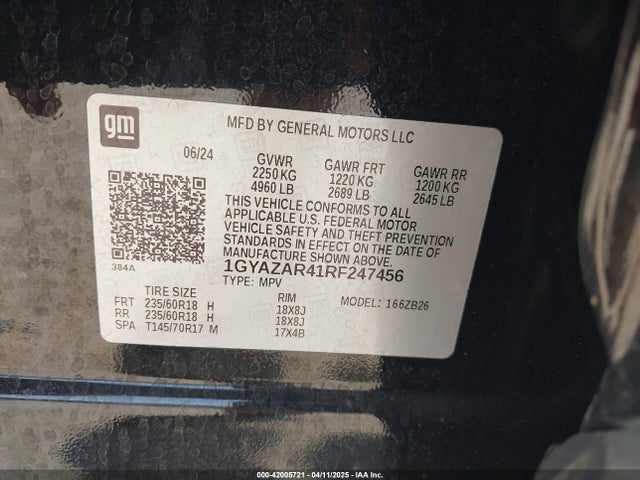 gm
MFD BY GENERAL MOTORS LLC
06/24 GVWR GAWR FRT GAWR RR
2250 KG 1220 KG 1200 KG
4960 LB 2689 LB 2645 LB
THIS VEHICLE CONFORMS TO ALL
APPLICABLE U.S. FEDERAL MOTOR
VEHICLE SAFETY AND THEFT PREVENTION
STANDARDS IN EFFECT ON THE DATE OF
MANUFACTURE SHOWN ABOVE.
384A 1GYAZAR41RF247456
TYPE: MPV
TIRE SIZE RIM MODEL: 166ZB26
FRT 235/60R18 H 18X8J
RR 235/60R18 H 18X8J
SPA T145/70R17 M 17X4B
000-42005721 - 04/11/2025 - IAA Inc.